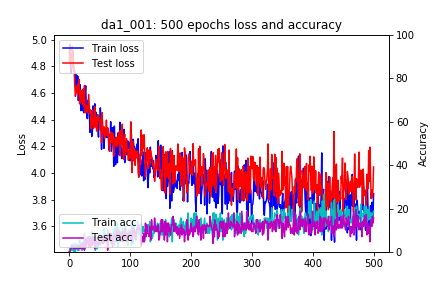 da1_001: 500 epochs loss and accuracy
5.0
4.8
4.6
4.4
4.2
4.0
3.8
3.6
Loss
Train loss
Test loss
Train acc
Test acc
100
80
60
40
20
0
Accuracy
0 100 200 300 400 500